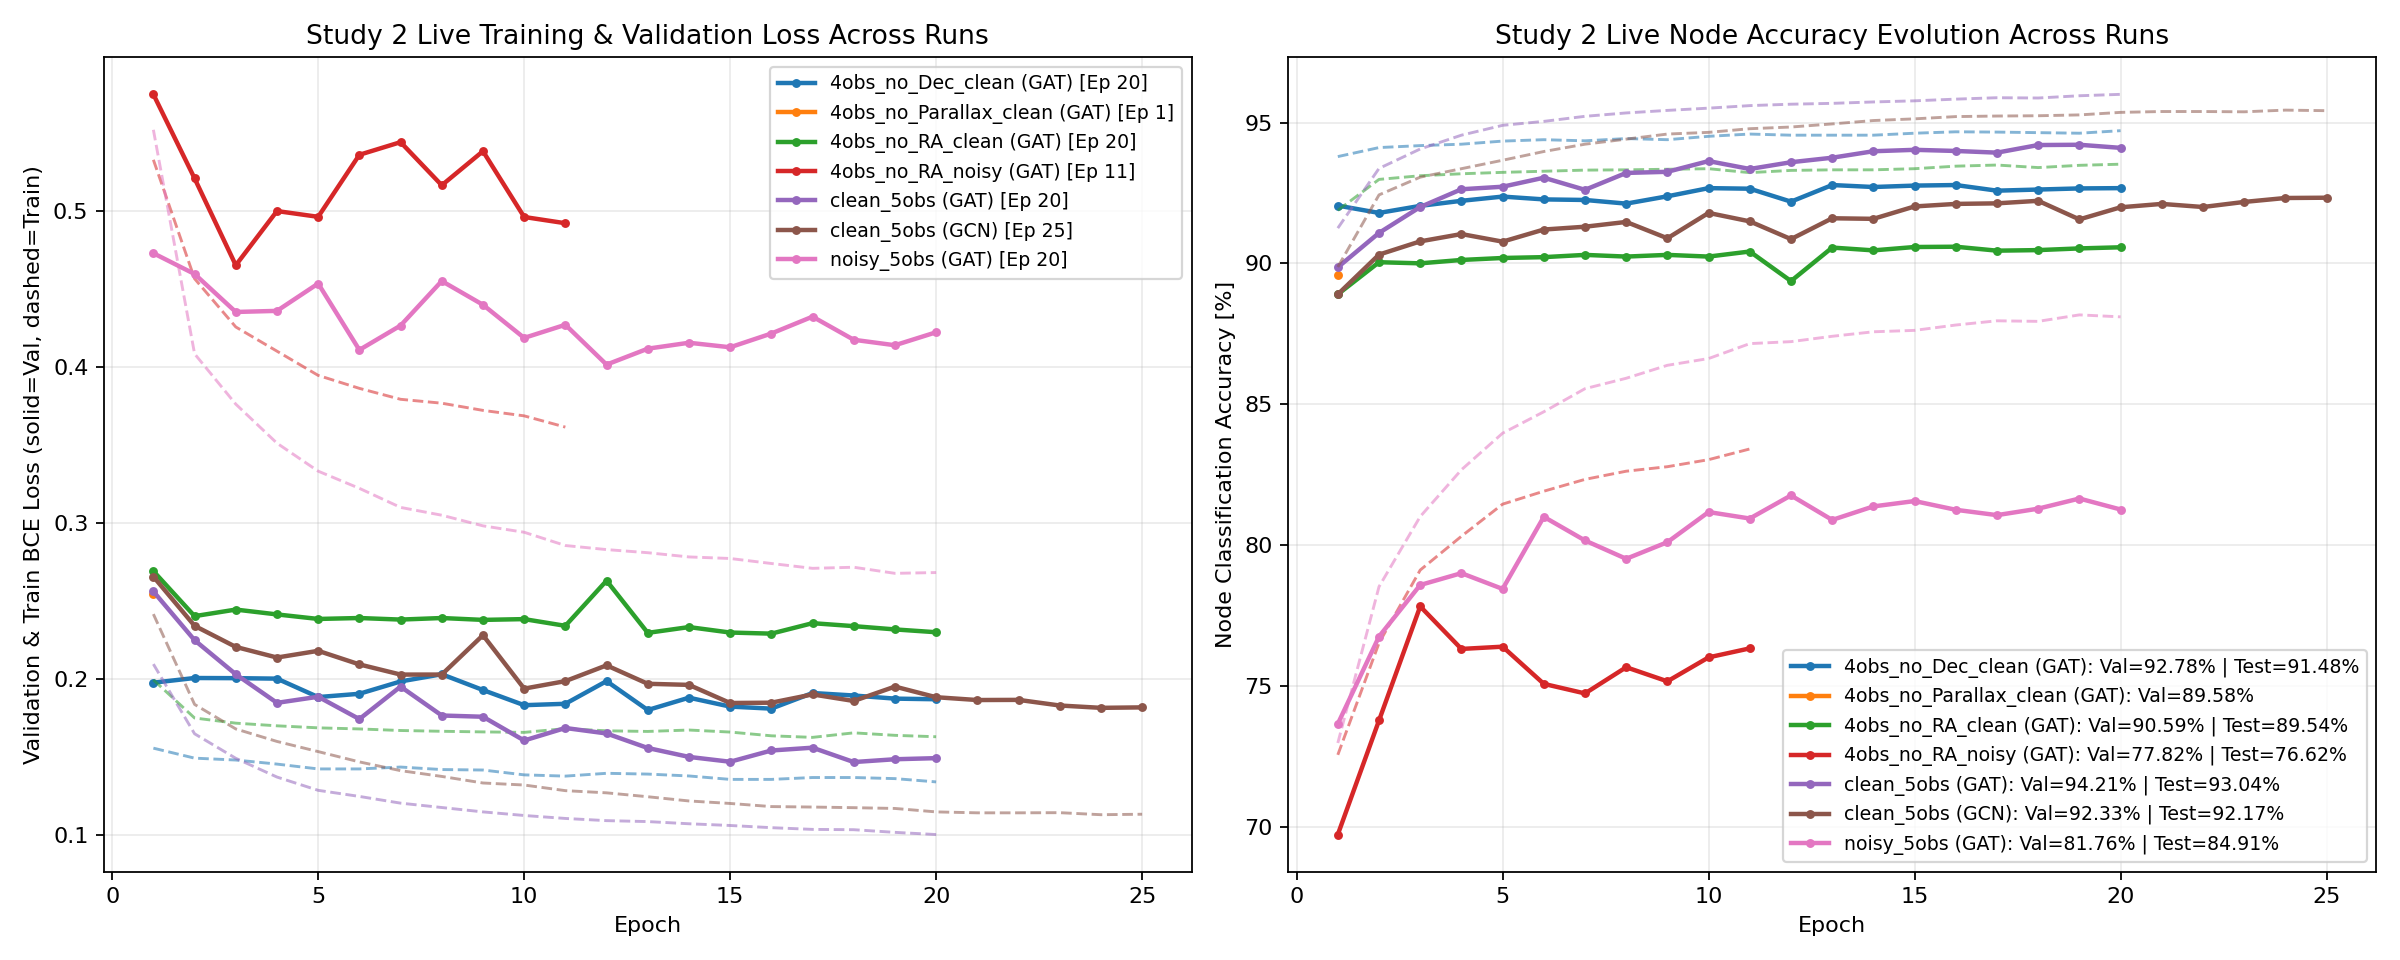 Study 2 Live Training & Validation Loss Across Runs
Validation & Train BCE Loss (solid=Val, dashed=Train)
0.5
0.4
0.3
0.2
0.1
0
5
10
15
20
25
Epoch
4obs_no_Dec_clean (GAT) [Ep 20]
4obs_no_Parallax_clean (GAT) [Ep 1]
4obs_no_RA_clean (GAT) [Ep 20]
4obs_no_RA_noisy (GAT) [Ep 11]
clean_5obs (GAT) [Ep 20]
clean_5obs (GCN) [Ep 25]
noisy_5obs (GAT) [Ep 20]
Study 2 Live Node Accuracy Evolution Across Runs
Node Classification Accuracy [%]
95
90
85
80
75
70
0
5
10
15
20
25
Epoch
4obs_no_Dec_clean (GAT): Val=92.78% | Test=91.48%
4obs_no_Parallax_clean (GAT): Val=89.58%
4obs_no_RA_clean (GAT): Val=90.59% | Test=89.54%
4obs_no_RA_noisy (GAT): Val=77.82% | Test=76.62%
clean_5obs (GAT): Val=94.21% | Test=93.04%
clean_5obs (GCN): Val=92.33% | Test=92.17%
noisy_5obs (GAT): Val=81.76% | Test=84.91%